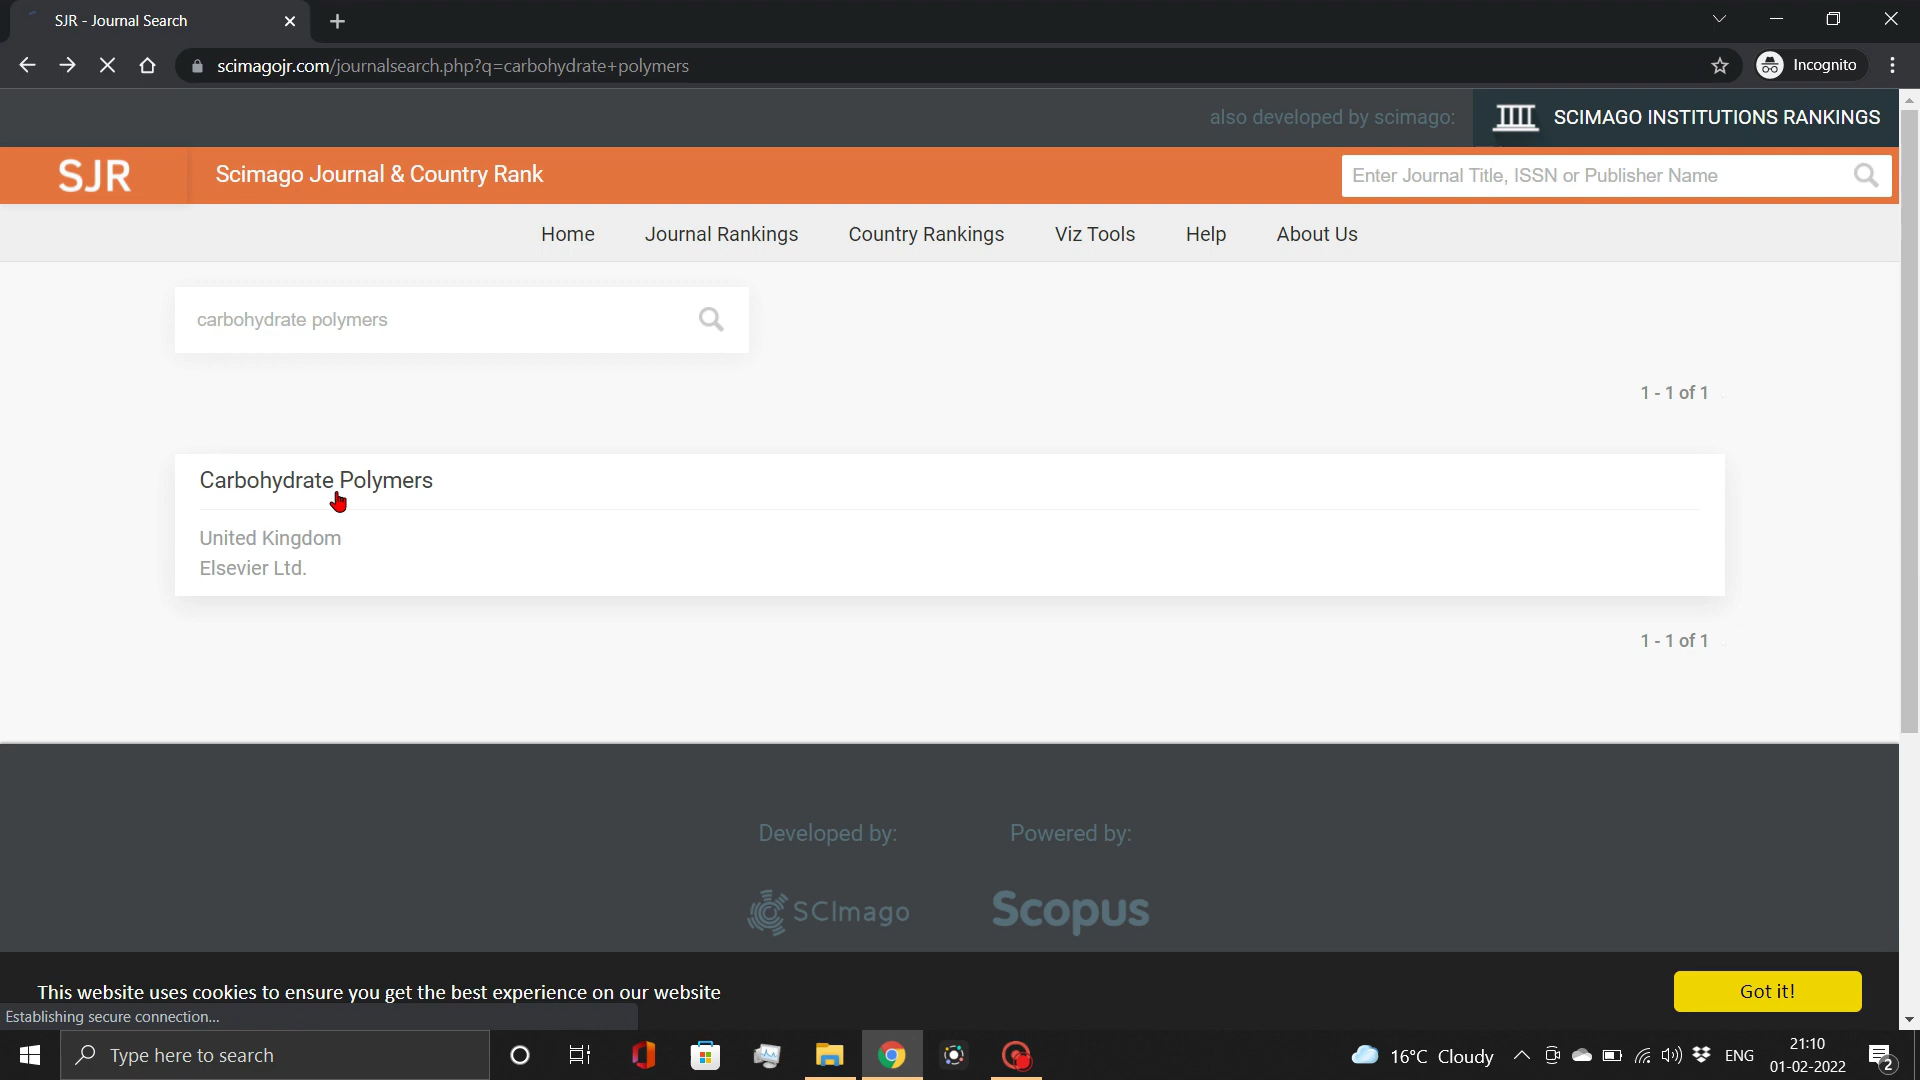 SJR - Journal Search
scimagojr.com/journalsearch.php?q=carbohydrate+polymers
Incognito
also developed by scimago:
SCIMAGO INSTITUTIONS RANKINGS
SJR
Scimago Journal & Country Rank
Enter Journal Title, ISSN or Publisher Name
Home
Journal Rankings
Country Rankings
Viz Tools
Help
About Us
carbohydrate polymers
1 - 1 of 1
Carbohydrate Polymers
United Kingdom
Elsevier Ltd.
1 - 1 of 1
Developed by:
Powered by:
SCImago
Scopus
This website uses cookies to ensure you get the best experience on our website
Got it!
Establishing secure connection...
Type here to search
16°C Cloudy
ENG
21:10
01-02-2022
2